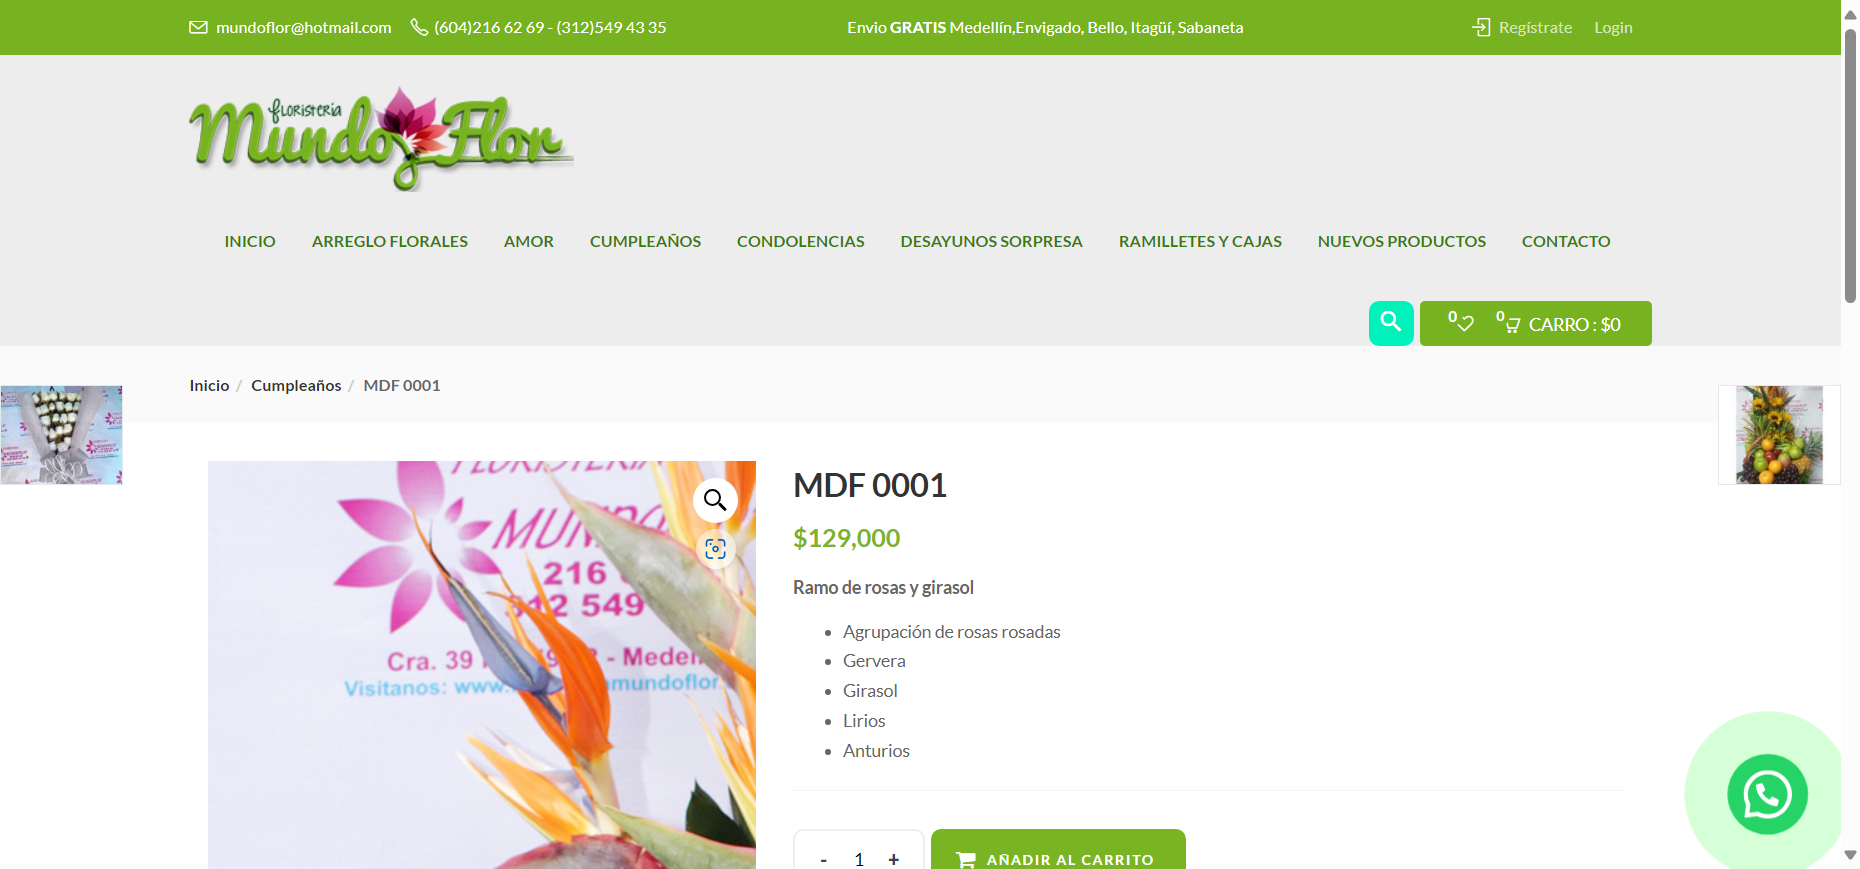 mundoflor@hotmail.com (604)216 62 69 - (312)549 43 35 Envio GRATIS Medellín,Envigado, Bello, Itagüí, Sabaneta Regístrate Login
FLORISTERIA
Mundo Flor
INICIO ARREGLO FLORALES AMOR CUMPLEAÑOS CONDOLENCIAS DESAYUNOS SORPRESA RAMILLETES Y CAJAS NUEVOS PRODUCTOS CONTACTO
0 0 CARRO : $0
Inicio / Cumpleaños / MDF 0001
FLORISTERIA
216
312 549
Cra. 39
Visitanos: www.
mundoflor
MDF 0001
$129,000
Ramo de rosas y girasol
Agrupación de rosas rosadas
Gervera
Girasol
Lirios
Anturios
- 1 + AÑADIR AL CARRITO